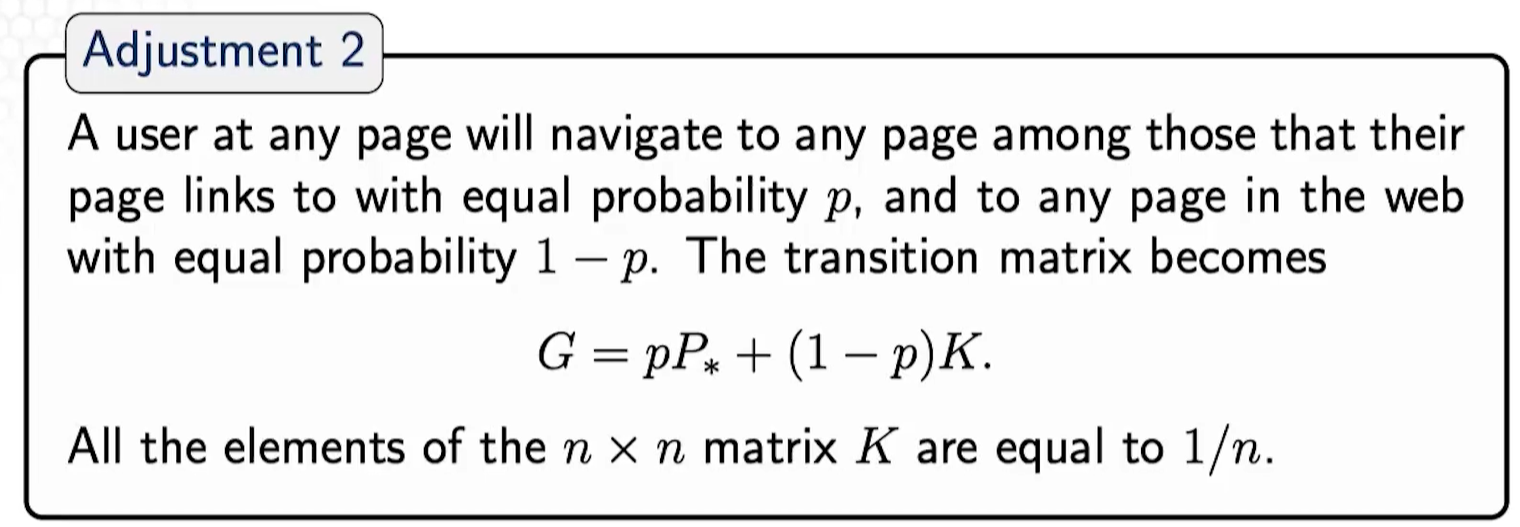 Adjustment 2
A user at any page will navigate to any page among those that their
page links to with equal probability p, and to any page in the web
with equal probability 1 − p. The transition matrix becomes
G = pP∗ + (1 − p)K.
All the elements of the n × n matrix K are equal to 1/n.